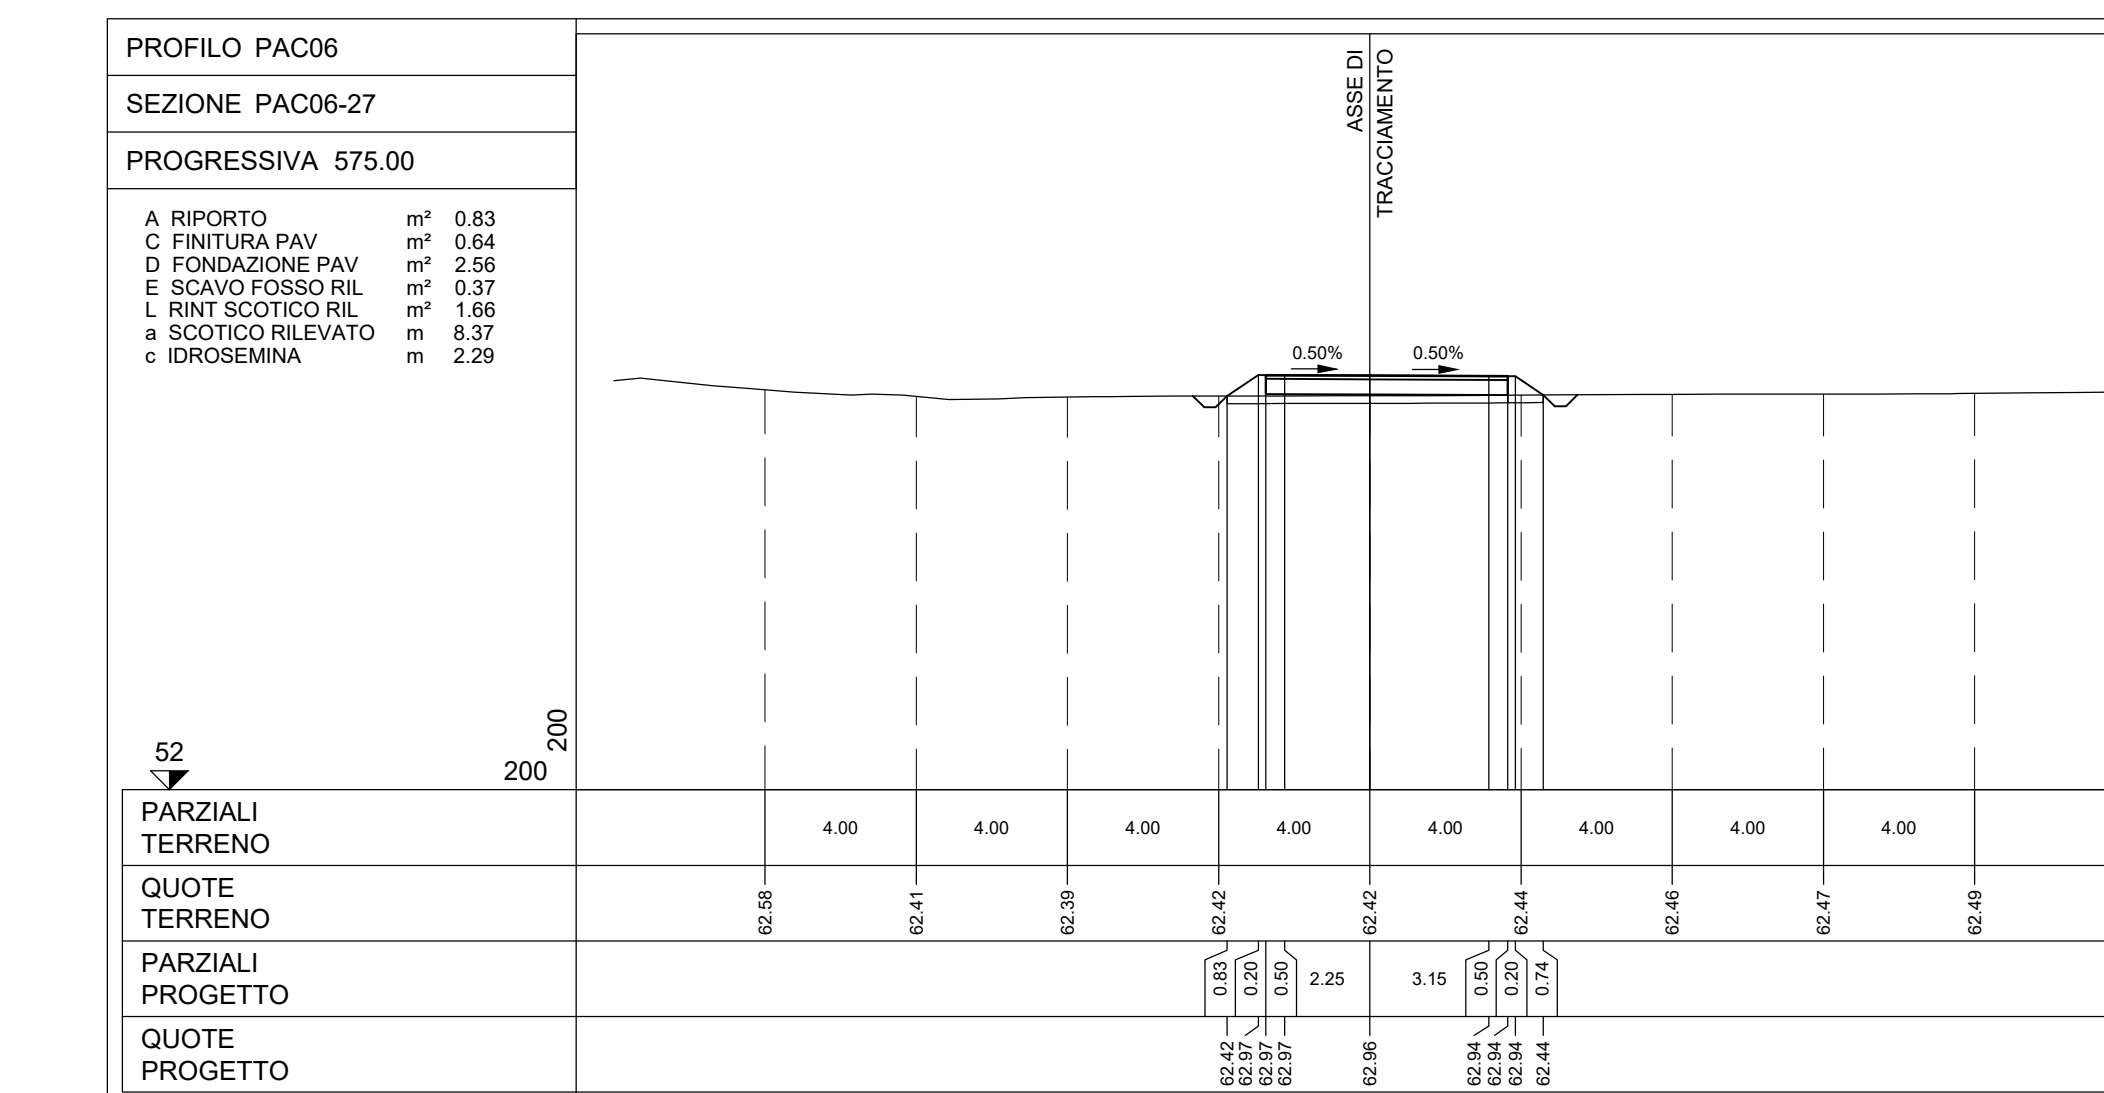 PROFILO PAC06
SEZIONE PAC06-27
PROGRESSIVA 575.00
A RIPORTO m² 0.83
C FINITURA PAV m² 0.64
D FONDAZIONE PAV m² 2.56
E SCAVO FOSSO RIL m² 0.37
L RINT SCOTICO RIL m² 1.66
a SCOTICO RILEVATO m 8.37
c IDROSEMINA m 2.29
ASSE DI
TRACCIAMENTO
0.50% 0.50%
52
200
200
PARZIALI
TERRENO
4.00 4.00 4.00 4.00 4.00 4.00 4.00 4.00
QUOTE
TERRENO
62.58 62.41 62.39 62.42 62.42 62.44 62.46 62.47 62.49
PARZIALI
PROGETTO
0.83 0.20 0.50 2.25 3.15 0.50 0.20 0.74
QUOTE
PROGETTO
62.42 62.97 62.97 62.97 62.96 62.94 62.94 62.94 62.44